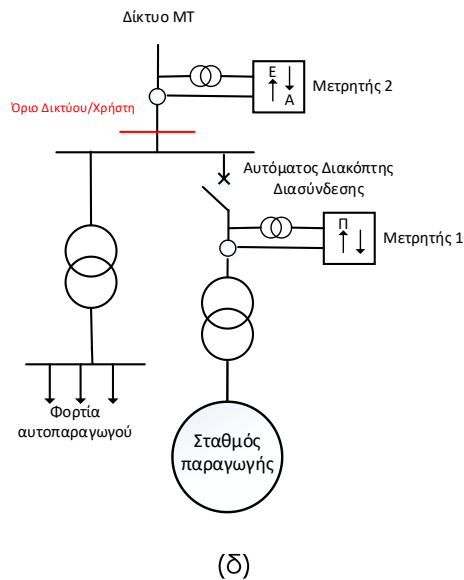 Δίκτυο ΜΤ
Ε
Α
Μετρητής 2
Όριο Δικτύου/Χρήστη
Αυτόματος Διακόπτης
Διασύνδεσης
Π
Μετρητής 1
Φορτία
αυτοπαραγωγού
Σταθμός
παραγωγής
(δ)